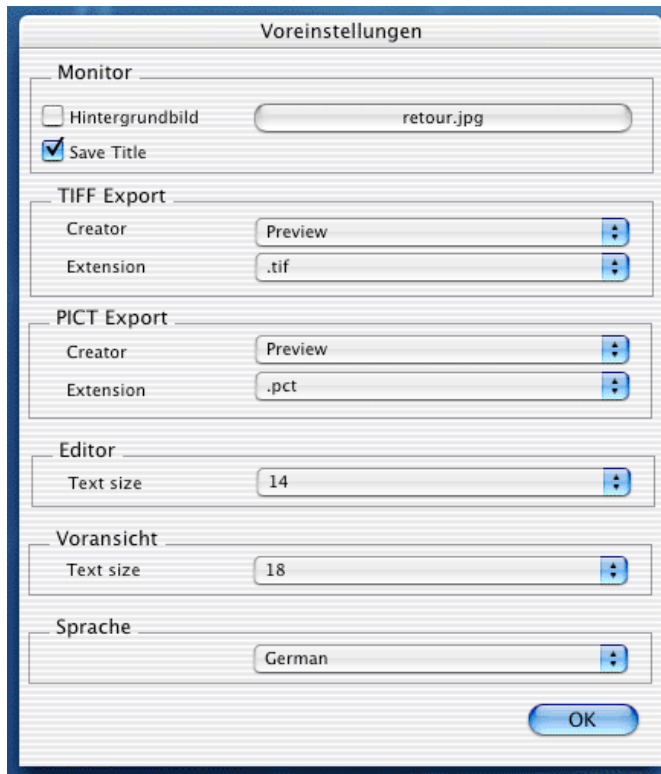 Voreinstellungen
Monitor
Hintergrundbild retour.jpg
Save Title
TIFF Export
Creator Preview
Extension .tif
PICT Export
Creator Preview
Extension .pct
Editor
Text size 14
Voransicht
Text size 18
Sprache
German
OK